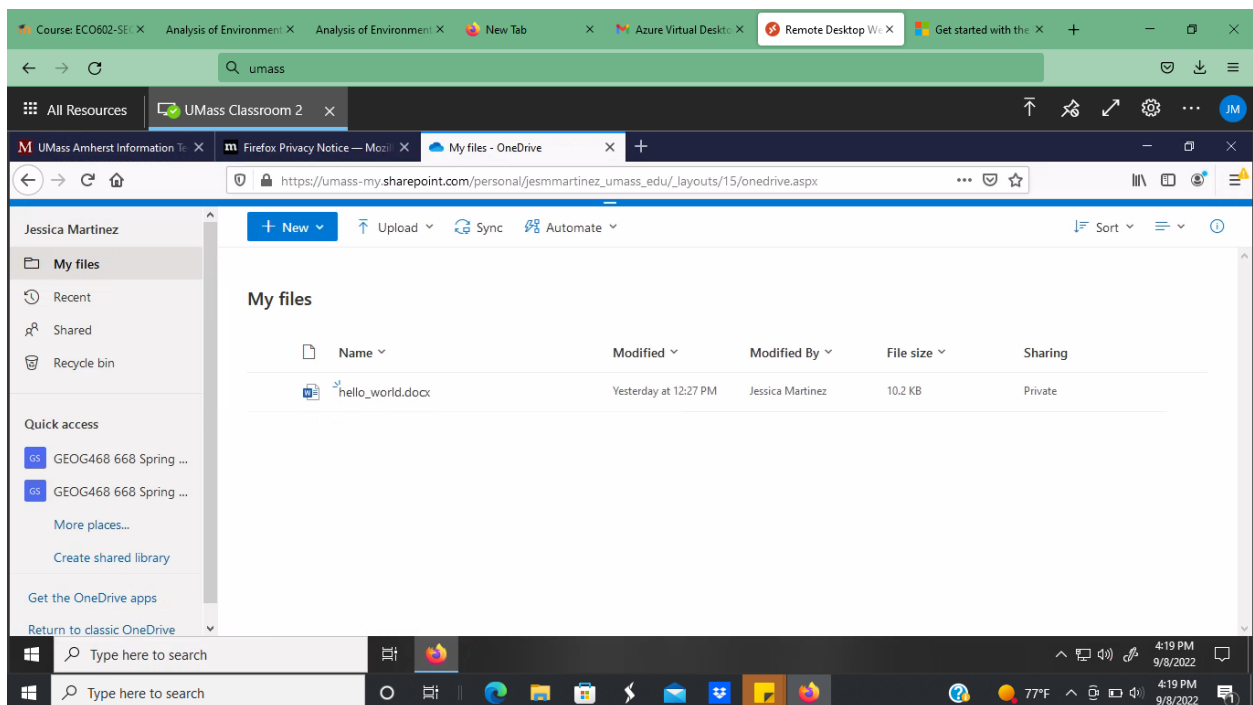 Course: ECO602-SEC
Analysis of Environment
Analysis of Environment
New Tab
Azure Virtual Deskto
Remote Desktop We
Get started with the
umass
All Resources
UMass Classroom 2
JM
M UMass Amherst Information Te
m Firefox Privacy Notice — Mozil
My files - OneDrive
https://umass-my.sharepoint.com/personal/jesmmartinez_umass_edu/_layouts/15/onedrive.aspx
Jessica Martinez
New
Upload
Sync
Automate
Sort
My files
Recent
Shared
Recycle bin
Quick access
GS GEOG468 668 Spring ...
GS GEOG468 668 Spring ...
More places...
Create shared library
Get the OneDrive apps
Return to classic OneDrive
My files
Name Modified Modified By File size Sharing
hello_world.docx Yesterday at 12:27 PM Jessica Martinez 10.2 KB Private
Type here to search
4:19 PM
9/8/2022
Type here to search
77°F
4:19 PM
9/8/2022